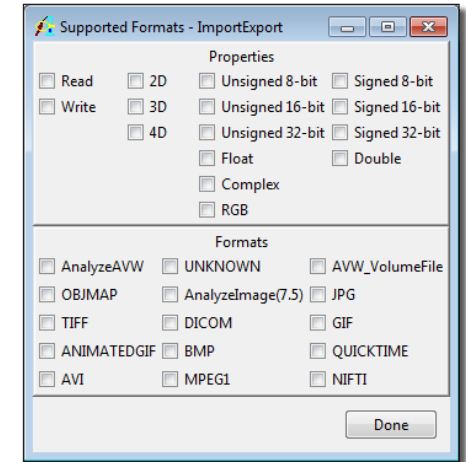 Supported Formats - ImportExport
Properties
Read 2D Unsigned 8-bit Signed 8-bit
Write 3D Unsigned 16-bit Signed 16-bit
4D Unsigned 32-bit Signed 32-bit
Float Double
Complex
RGB
Formats
AnalyzeAVW UNKNOWN AVW_VolumeFile
OBJMAP AnalyzeImage(7.5) JPG
TIFF DICOM GIF
ANIMATEDGIF BMP QUICKTIME
AVI MPEG1 NIFTI
Done